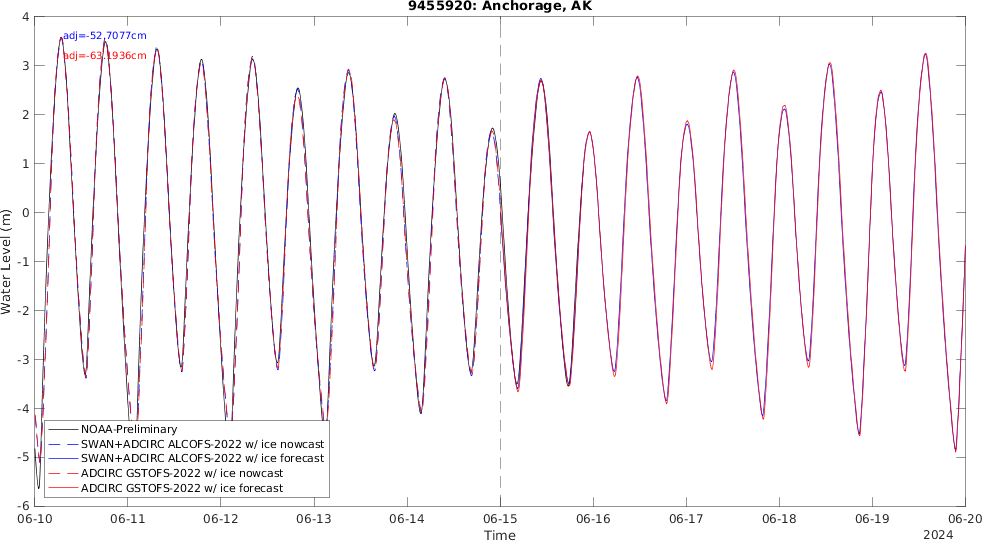 9455920: Anchorage, AK
adj=-52.7077cm
adj=-63.1936cm
Water Level (m)
4
3
2
1
0
-1
-2
-3
-4
-5
-6
NOAA-Preliminary
SWAN+ADCIRC ALCOFS-2022 w/ ice nowcast
SWAN+ADCIRC ALCOFS-2022 w/ ice forecast
ADCIRC GSTOFS-2022 w/ ice nowcast
ADCIRC GSTOFS-2022 w/ ice forecast
06-10 06-11 06-12 06-13 06-14 06-15 06-16 06-17 06-18 06-19 06-20
Time
2024